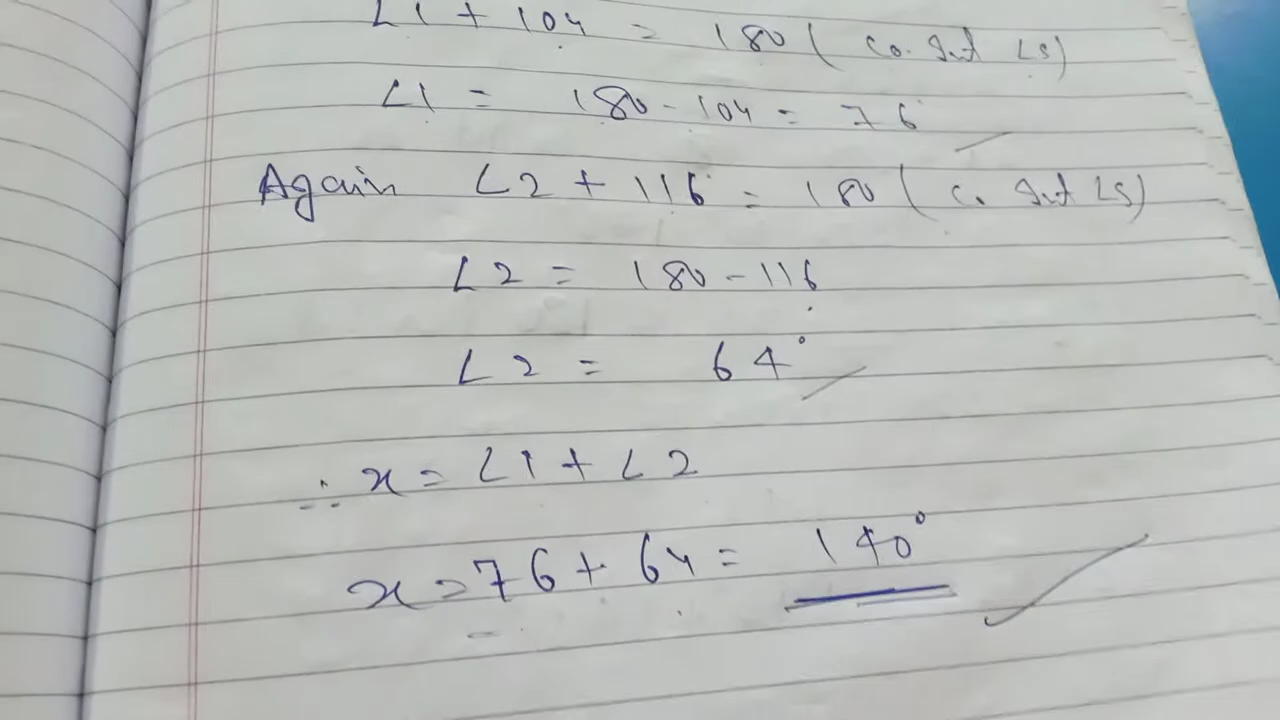 ∠1 + 104 = 180 ( Co. Int ∠s)
∠1 = 180 - 104 = 76°
Again ∠2 + 116° = 180 ( Co Int ∠s)
∠2 = 180 - 116
∠2 = 64°
∴ x = ∠1 + ∠2
x = 76 + 64 = 140°